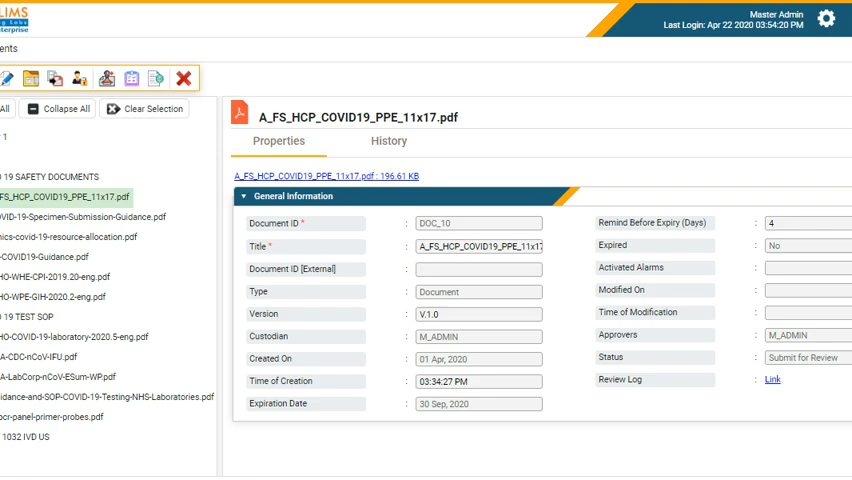 LIMS
ing Labs
terprise
Master Admin
Last Login: Apr 22 2020 03:54:20 PM
ents
All
Collapse All
Clear Selection
A_FS_HCP_COVID19_PPE_11x17.pdf
Properties
History
1
D 19 SAFETY DOCUMENTS
FS_HCP_COVID19_PPE_11x17.pdf
OVID-19-Specimen-Submission-Guidance.pdf
nics-covid-19-resource-allocation.pdf
-COVID19-Guidance.pdf
HO-WHE-CPI-2019.20-eng.pdf
HO-WPE-GIH-2020.2-eng.pdf
D 19 TEST SOP
HO-COVID-19-laboratory-2020.5-eng.pdf
A-CDC-nCoV-IFU.pdf
A-LabCorp-nCoV-ESum-WP.pdf
uidance-and-SOP-COVID-19-Testing-NHS-Laboratories.pdf
pcr-panel-primer-probes.pdf
1032 IVD US
A_FS_HCP_COVID19_PPE_11x17.pdf : 196.61 KB
General Information
Document ID * : DOC_10
Title * : A_FS_HCP_COVID19_PPE_11x17
Document ID [External] :
Type : Document
Version : V.1.0
Custodian : M_ADMIN
Created On : 01 Apr, 2020
Time of Creation : 03:34:27 PM
Expiration Date : 30 Sep, 2020
Remind Before Expiry (Days) : 4
Expired : No
Activated Alarms :
Modified On :
Time of Modification :
Approvers : M_ADMIN
Status : Submit for Review
Review Log : Link